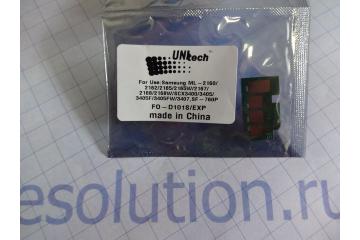 UNItech
For Use:Samsung ML-2160/
2162/2165/2165W/2167/
2168/2168W/SCX3400/3405/
3405F/3405FW/3407,SF-760P
FO-D101S/EXP
made in China
esolution.ru